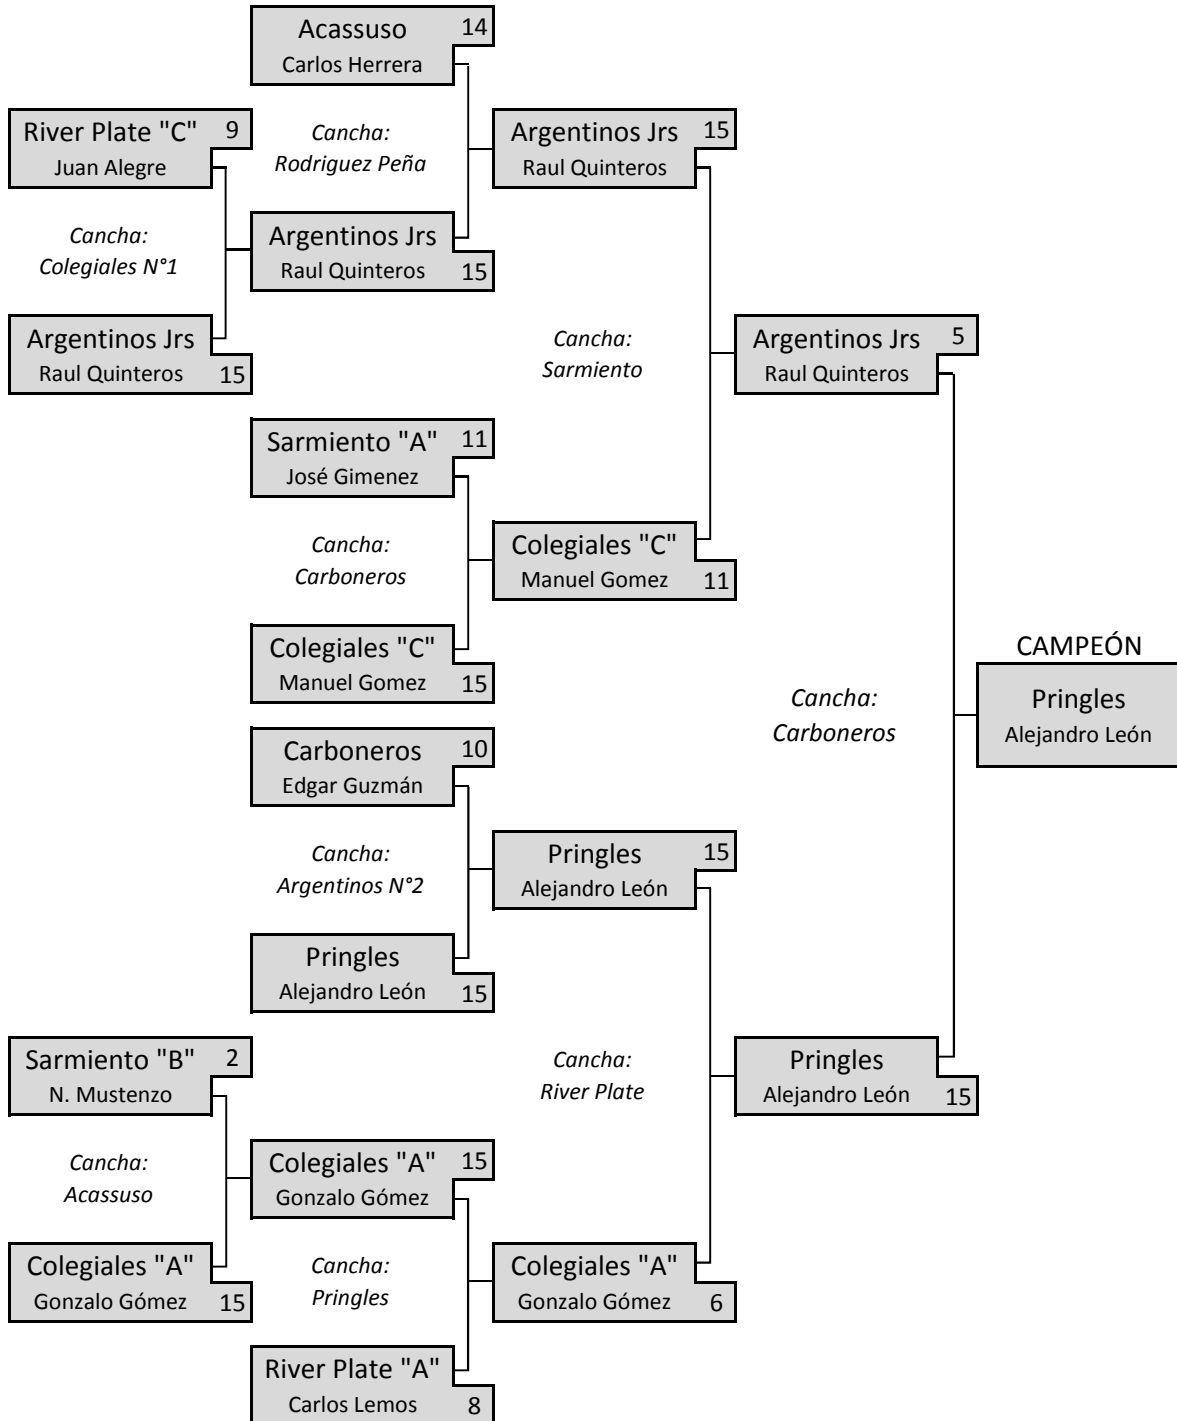 Acassuso 14
Carlos Herrera
River Plate "C" 9
Juan Alegre
Cancha:
Rodriguez Peña
Argentinos Jrs 15
Raul Quinteros
Cancha:
Colegiales N°1
Argentinos Jrs
Raul Quinteros 15
Argentinos Jrs
Raul Quinteros 15
Cancha:
Sarmiento
Argentinos Jrs 5
Raul Quinteros
Sarmiento "A" 11
José Gimenez
Cancha:
Carboneros
Colegiales "C"
Manuel Gomez 11
Colegiales "C"
Manuel Gomez 15
CAMPEÓN
Pringles
Alejandro León
Cancha:
Carboneros
Carboneros 10
Edgar Guzmán
Cancha:
Argentinos N°2
Pringles 15
Alejandro León
Pringles
Alejandro León 15
Sarmiento "B" 2
N. Mustenzo
Cancha:
River Plate
Pringles
Alejandro León 15
Cancha:
Acassuso
Colegiales "A" 15
Gonzalo Gómez
Colegiales "A"
Gonzalo Gómez 15
Cancha:
Pringles
Colegiales "A"
Gonzalo Gómez 6
River Plate "A"
Carlos Lemos 8